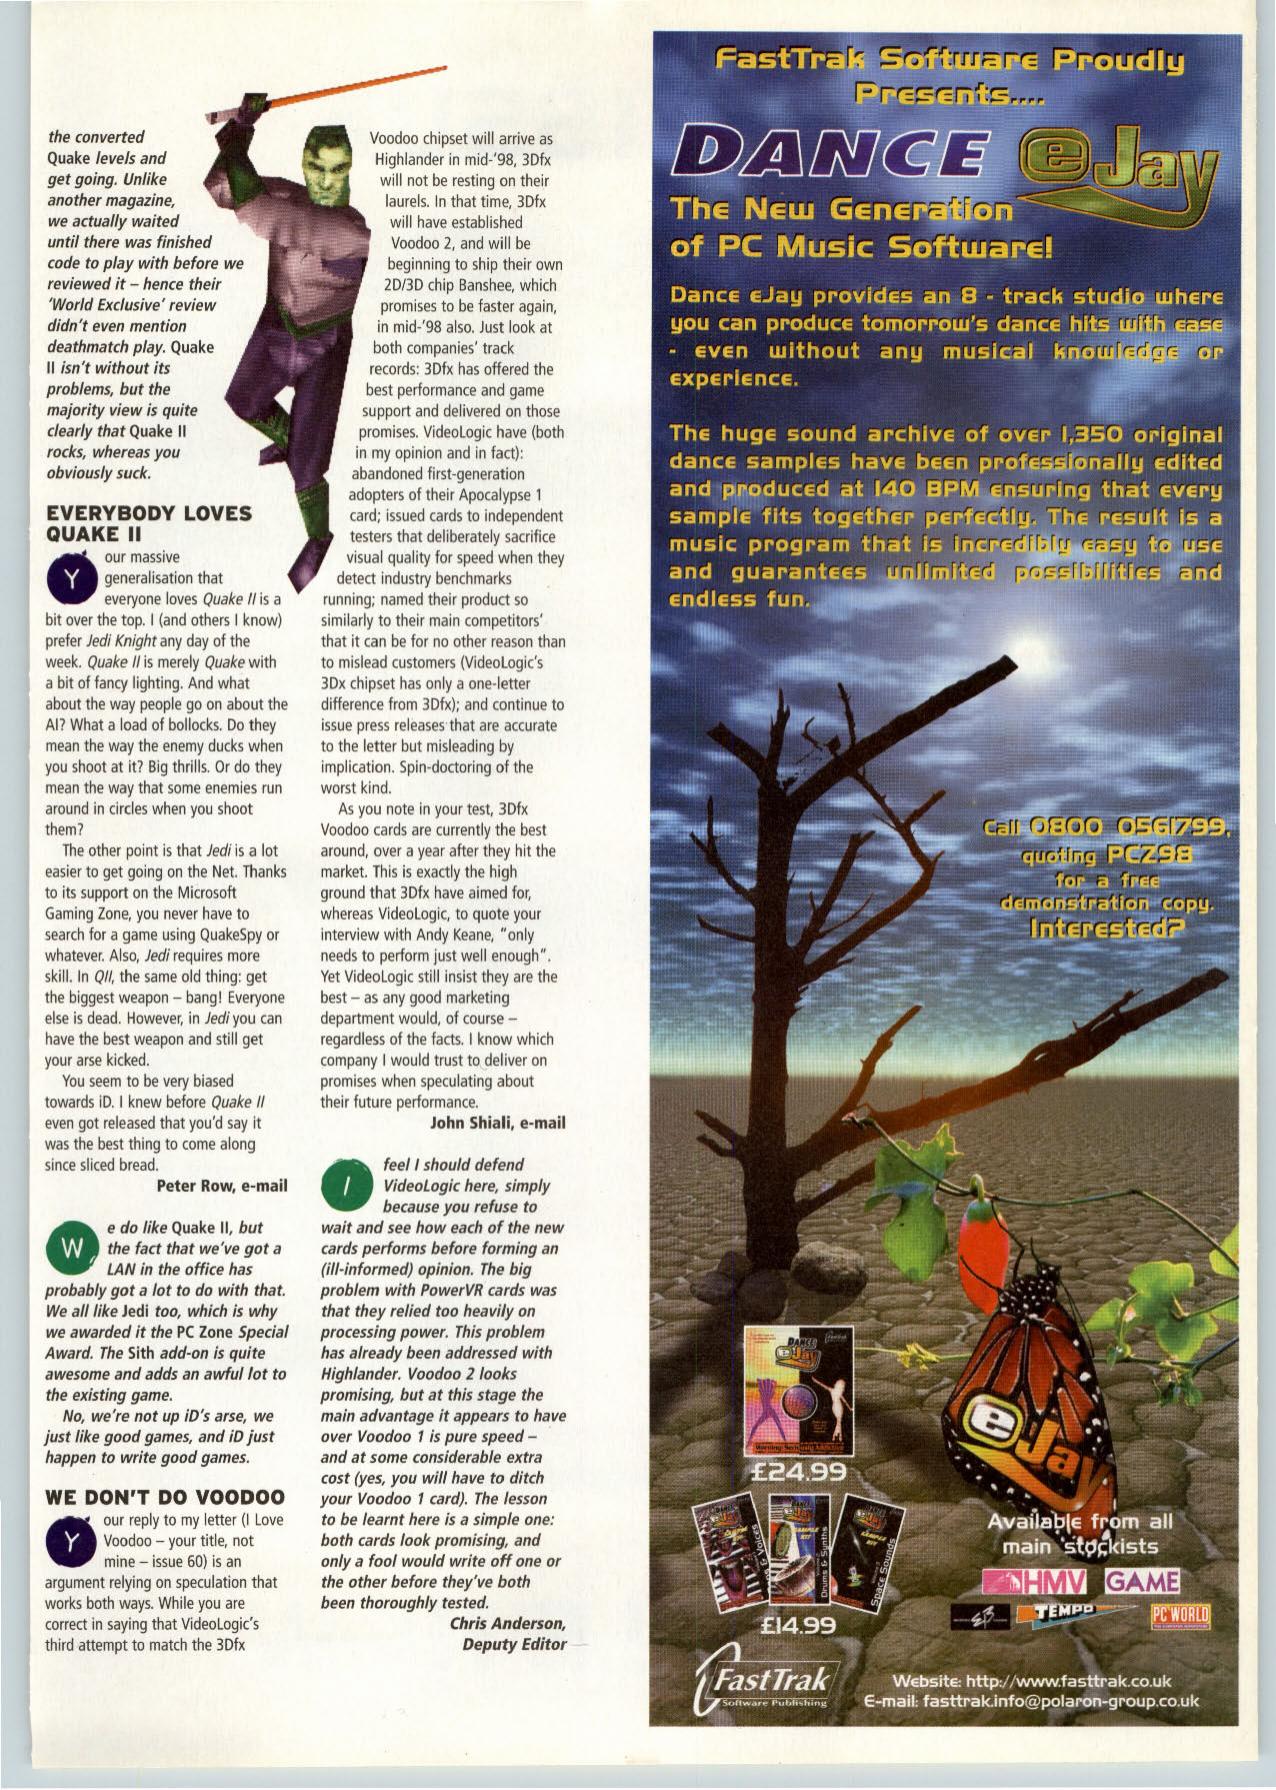 the converted
Quake levels and
get going. Unlike
another magazine,
we actually waited
until there was finished
code to play with before we
reviewed it – hence their
'World Exclusive' review
didn't even mention
deathmatch play. Quake
II isn't without its
problems, but the
majority view is quite
clearly that Quake II
rocks, whereas you
obviously suck.
EVERYBODY LOVES
QUAKE II
Your massive
generalisation that
everyone loves Quake II is a
bit over the top. I (and others I know)
prefer Jedi Knight any day of the
week. Quake II is merely Quake with
a bit of fancy lighting. And what
about the way people go on about the
AI? What a load of bollocks. Do they
mean the way the enemy ducks when
you shoot at it? Big thrills. Or do they
mean the way that some enemies run
around in circles when you shoot
them?
The other point is that Jedi is a lot
easier to get going on the Net. Thanks
to its support on the Microsoft
Gaming Zone, you never have to
search for a game using QuakeSpy or
whatever. Also, Jedi requires more
skill. In QII, the same old thing: get
the biggest weapon – bang! Everyone
else is dead. However, in Jedi you can
have the best weapon and still get
your arse kicked.
You seem to be very biased
towards iD. I knew before Quake II
even got released that you'd say it
was the best thing to come along
since sliced bread.
Peter Row, e-mail
We do like Quake II, but
the fact that we've got a
LAN in the office has
probably got a lot to do with that.
We all like Jedi too, which is why
we awarded it the PC Zone Special
Award. The Sith add-on is quite
awesome and adds an awful lot to
the existing game.
No, we're not up iD's arse, we
just like good games, and iD just
happen to write good games.
WE DON'T DO VOODOO
Your reply to my letter (I Love
Voodoo – your title, not
mine – issue 60) is an
argument relying on speculation that
works both ways. While you are
correct in saying that VideoLogic's
third attempt to match the 3Dfx
Voodoo chipset will arrive as
Highlander in mid-'98, 3Dfx
will not be resting on their
laurels. In that time, 3Dfx
will have established
Voodoo 2, and will be
beginning to ship their own
2D/3D chip Banshee, which
promises to be faster again,
in mid-'98 also. Just look at
both companies' track
records: 3Dfx has offered the
best performance and game
support and delivered on those
promises. VideoLogic have (both
in my opinion and in fact):
abandoned first-generation
adopters of their Apocalypse 1
card; issued cards to independent
testers that deliberately sacrifice
visual quality for speed when they
detect industry benchmarks
running; named their product so
similarly to their main competitors'
that it can be for no other reason than
to mislead customers (VideoLogic's
3Dx chipset has only a one-letter
difference from 3Dfx); and continue to
issue press releases that are accurate
to the letter but misleading by
implication. Spin-doctoring of the
worst kind.
As you note in your test, 3Dfx
Voodoo cards are currently the best
around, over a year after they hit the
market. This is exactly the high
ground that 3Dfx have aimed for,
whereas VideoLogic, to quote your
interview with Andy Keane, "only
needs to perform just well enough".
Yet VideoLogic still insist they are the
best – as any good marketing
department would, of course –
regardless of the facts. I know which
company I would trust to deliver on
promises when speculating about
their future performance.
John Shiali, e-mail
I feel I should defend
VideoLogic here, simply
because you refuse to
wait and see how each of the new
cards performs before forming an
(ill-informed) opinion. The big
problem with PowerVR cards was
that they relied too heavily on
processing power. This problem
has already been addressed with
Highlander. Voodoo 2 looks
promising, but at this stage the
main advantage it appears to have
over Voodoo 1 is pure speed –
and at some considerable extra
cost (yes, you will have to ditch
your Voodoo 1 card). The lesson
to be learnt here is a simple one:
both cards look promising, and
only a fool would write off one or
the other before they've both
been thoroughly tested.
Chris Anderson,
Deputy Editor
FastTrak Software Proudly
Presents....
DANCE eJay
The New Generation
of PC Music Software!
Dance eJay provides an 8 - track studio where
you can produce tomorrow's dance hits with ease
- even without any musical knowledge or
experience.
The huge sound archive of over 1,350 original
dance samples have been professionally edited
and produced at 140 BPM ensuring that every
sample fits together perfectly. The result is a
music program that is incredibly easy to use
and guarantees unlimited possibilities and
endless fun.
Call 0800 0561799,
quoting PCZ98
for a free
demonstration copy.
Interested?
DANCE
eJay
Warning: Seriously Addictive
£24.99
eJay
Drums & Synths
Space Sounds
£14.99
Available from all
main stockists
HMV GAME
EB TEMPO PC WORLD
FastTrak
Software Publishing
Website: http://www.fasttrak.co.uk
E-mail: fasttrak.info@polaron-group.co.uk